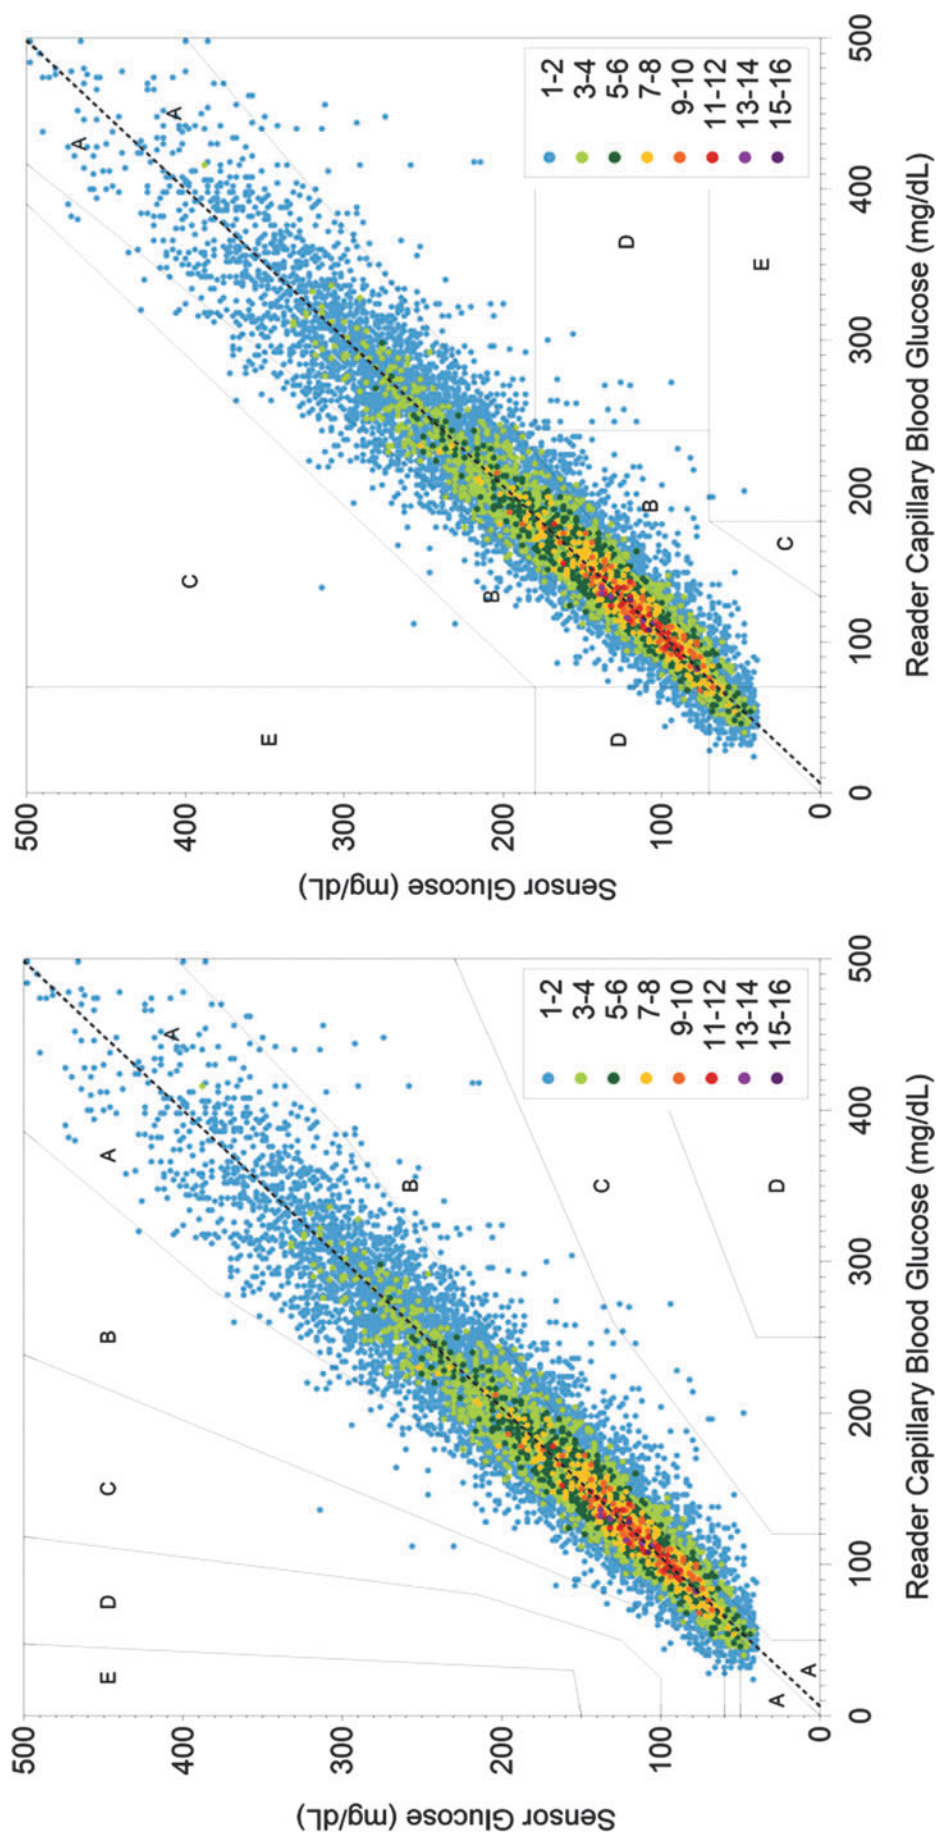 Sensor Glucose (mg/dL)
500
400
300
200
100
0
E
D
C
B
A
A
B
C
D
A
A
1-2
3-4
5-6
7-8
9-10
11-12
13-14
15-16
0
100
200
300
400
500
Reader Capillary Blood Glucose (mg/dL)
Sensor Glucose (mg/dL)
500
400
300
200
100
0
A
A
C
E
B
D
D
B
E
C
1-2
3-4
5-6
7-8
9-10
11-12
13-14
15-16
0
100
200
300
400
500
Reader Capillary Blood Glucose (mg/dL)